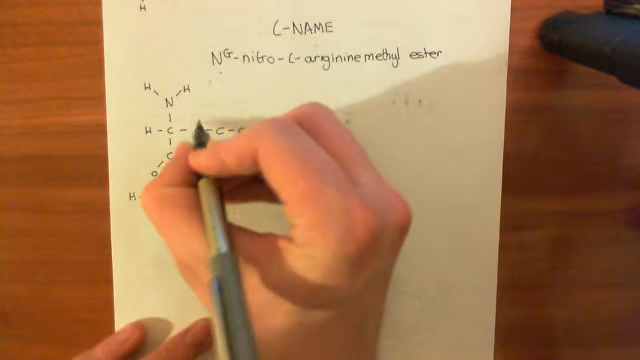 H
L-NAME
N^G-nitro-L-arginine methyl ester
H H
N
H - C - - C -
C
O
H